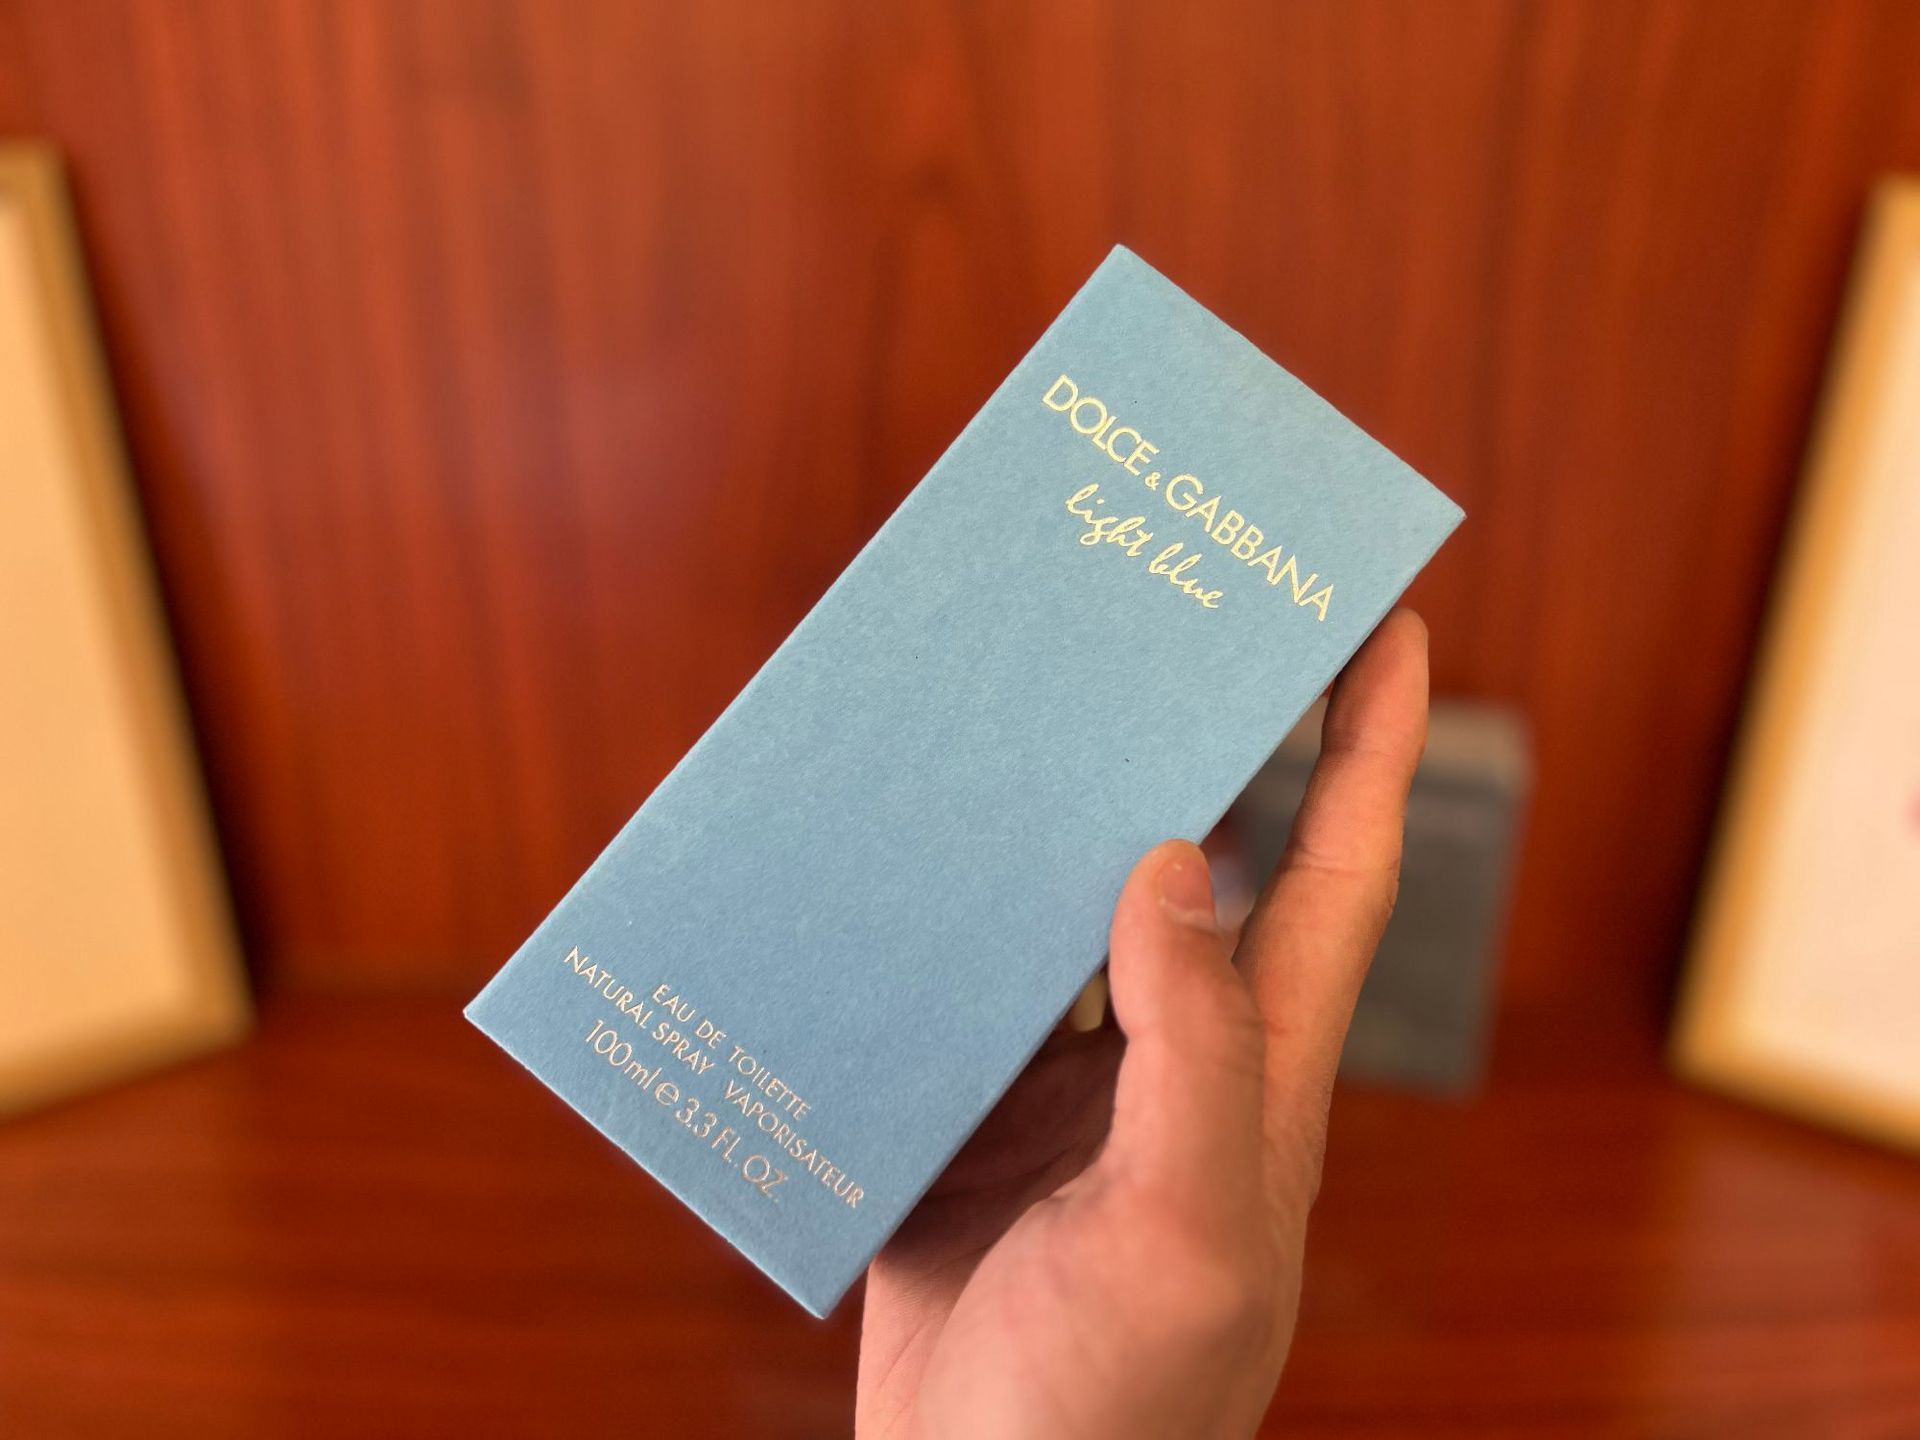 DOLCE & GABBANA
light blue
EAU DE TOILETTE
NATURAL SPRAY VAPORISATEUR
100ml e 3.3 FL. OZ.